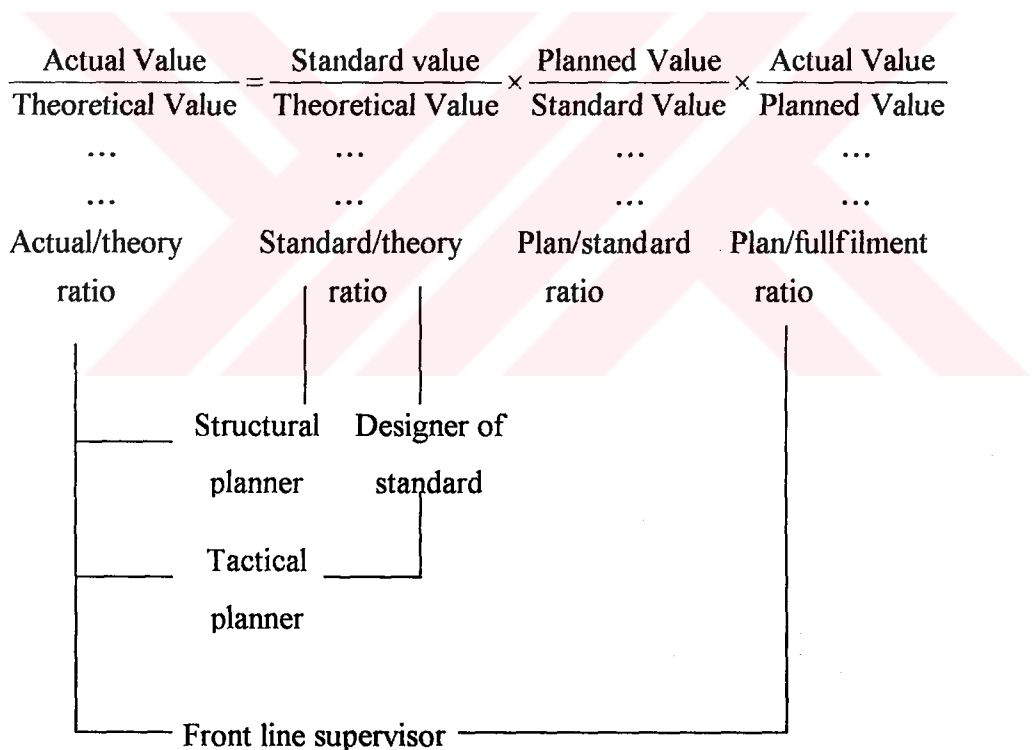 Actual Value / Theoretical Value = Standard value / Theoretical Value × Planned Value / Standard Value × Actual Value / Planned Value
... ... ... ...
... ... ... ...
Actual/theory Standard/theory Plan/standard Plan/fullfilment
ratio ratio ratio ratio
Structural Designer of
planner standard
Tactical
planner
Front line supervisor